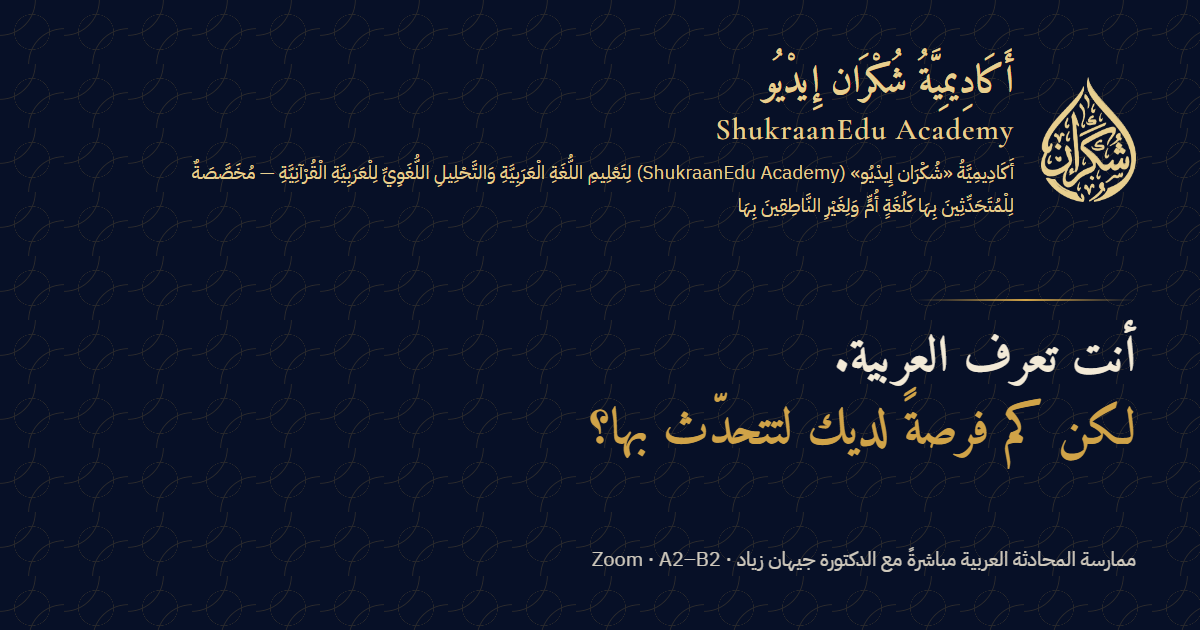 أَكَادِيمِيَّةُ شُكْرَان إِيدْيُو
شُكْرَان
ShukraanEdu Academy
أَكَادِيمِيَّةُ «شُكْرَان إِيدْيُو» (ShukraanEdu Academy) لِتَعْلِيمِ اللُّغَةِ الْعَرَبِيَّةِ وَالتَّحْلِيلِ اللُّغَوِيِّ لِلْعَرَبِيَّةِ الْقُرْآنِيَّةِ — مُخَصَّصَةٌ
لِلْمُتَحَدِّثِينَ بِهَا كَلُغَةٍ أُمٍّ وَلِغَيْرِ النَّاطِقِينَ بِهَا
أنت تعرف العربية.
لكن كم فرصةً لديك لتتحدّث بها؟
ممارسة المحادثة العربية مباشرةً مع الدكتورة جيهان زياد · Zoom · A2–B2